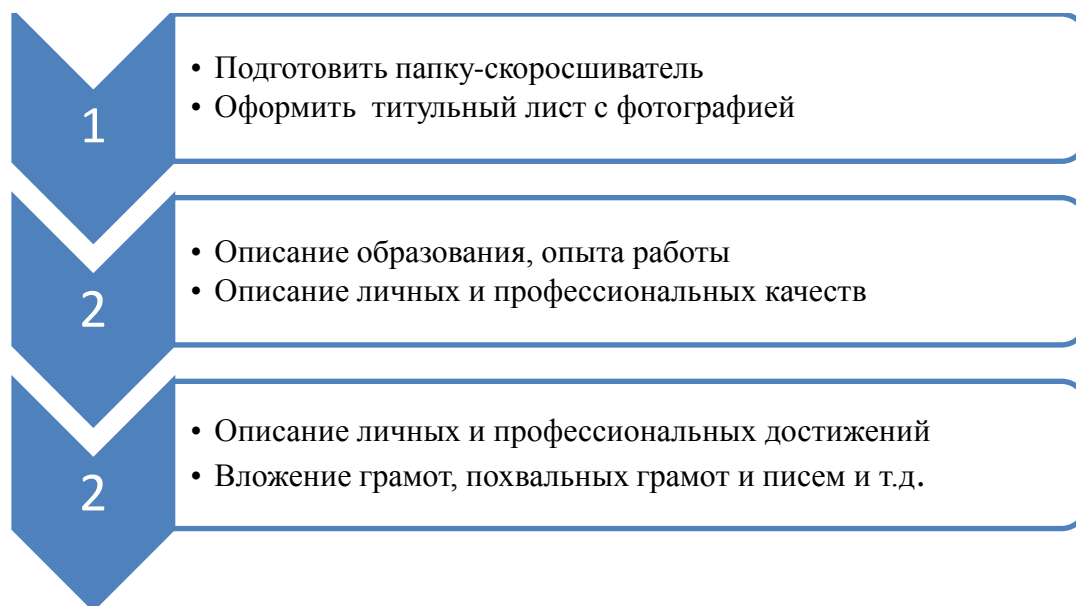 1
• Подготовить папку-скоросшиватель
• Оформить титульный лист с фотографией
2
• Описание образования, опыта работы
• Описание личных и профессиональных качеств
2
• Описание личных и профессиональных достижений
• Вложение грамот, похвальных грамот и писем и т.д.